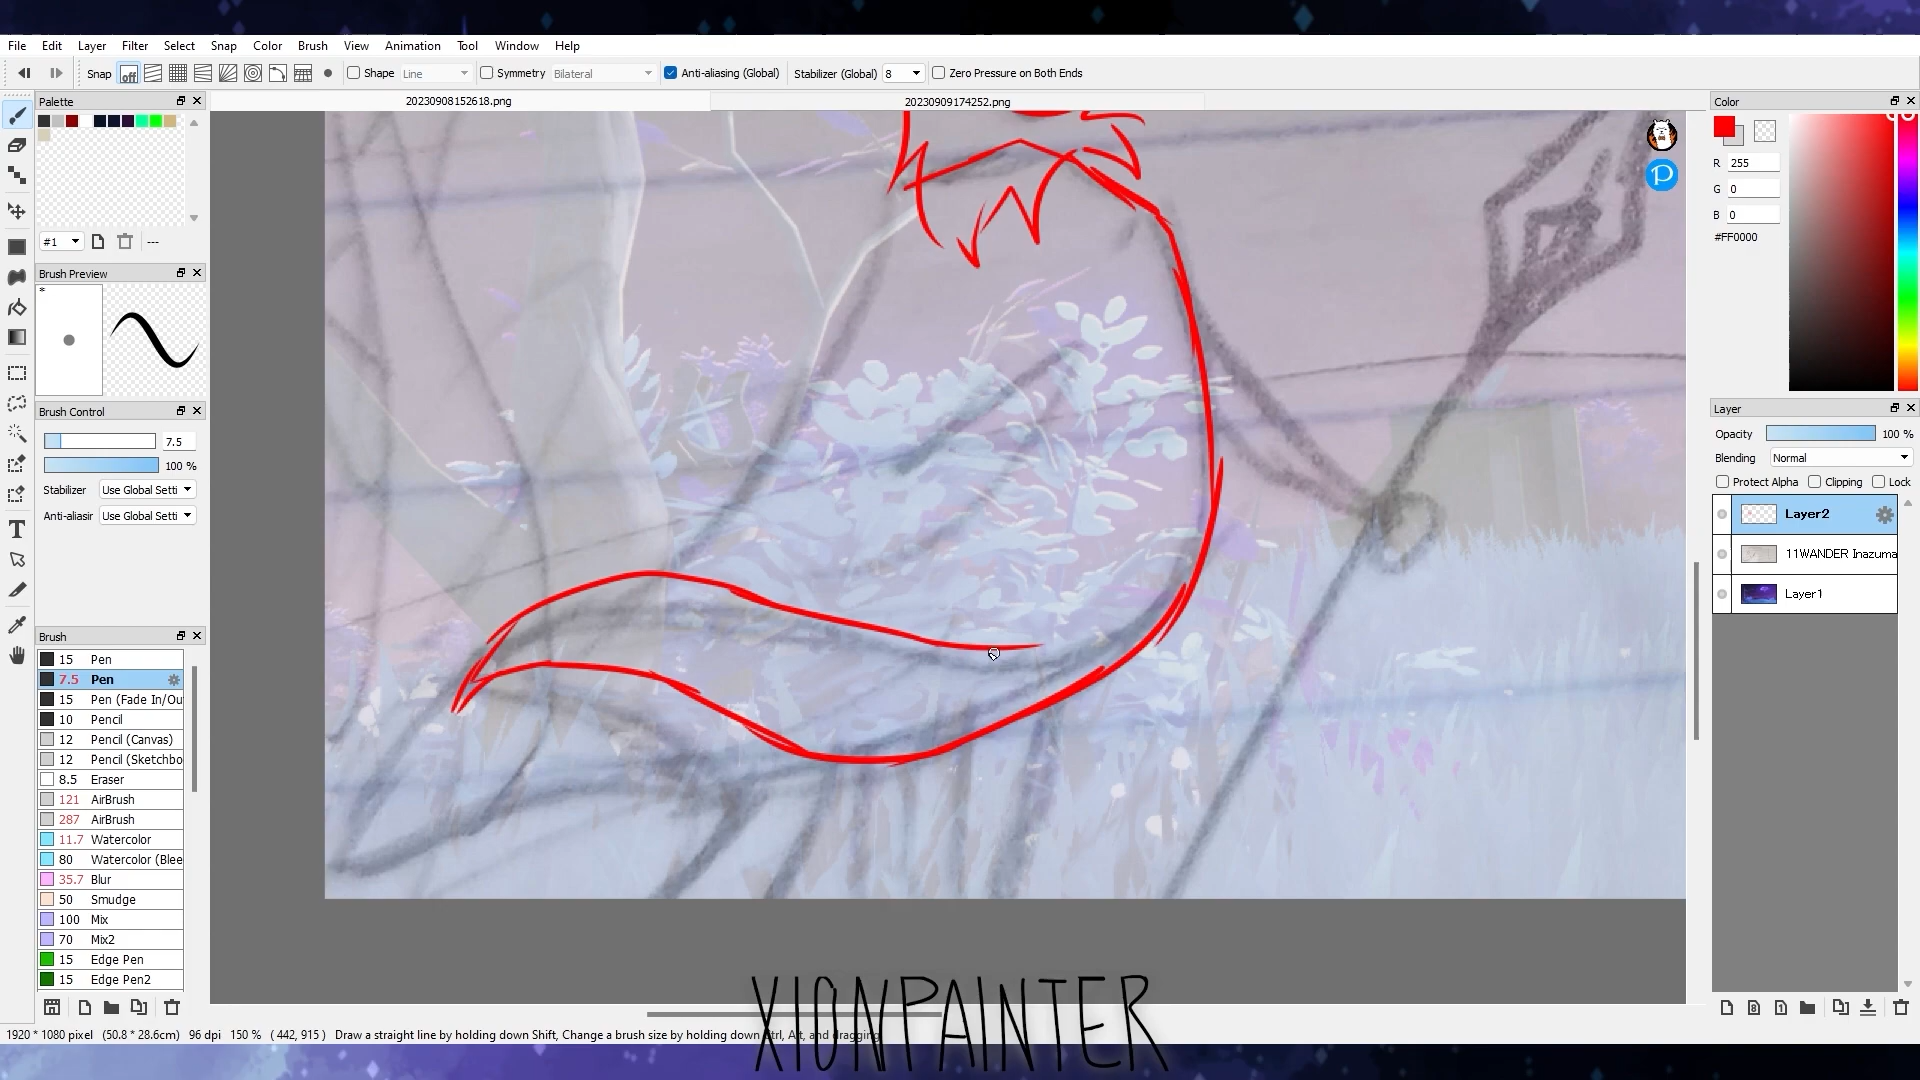 File Edit Layer Filter Select Snap Color Brush View Animation Tool Window Help
Snap off Shape Line Symmetry Bilateral Anti-aliasing (Global) Stabilizer (Global) 8 Zero Pressure on Both Ends
Palette
20230908152618.png
20230909174252.png
#1 ---
Brush Preview
*
Brush Control
7.5
100 %
Stabilizer Use Global Setti
Anti-aliasir Use Global Setti
Brush
15 Pen
7.5 Pen
15 Pen (Fade In/Ou
10 Pencil
12 Pencil (Canvas)
12 Pencil (Sketchbo
8.5 Eraser
121 AirBrush
287 AirBrush
11.7 Watercolor
80 Watercolor (Blee
35.7 Blur
50 Smudge
100 Mix
70 Mix2
15 Edge Pen
15 Edge Pen2
P
Color
R 255
G 0
B 0
#FF0000
Layer
Opacity 100 %
Blending Normal
Protect Alpha Clipping Lock
Layer2
11WANDER Inazuma
Layer1
8
1
1920 * 1080 pixel (50.8 * 28.6cm) 96 dpi 150 % ( 442, 915 ) Draw a straight line by holding down Shift, Change a brush size by holding down Ctrl, Alt, and dragging
XIONPAINTER